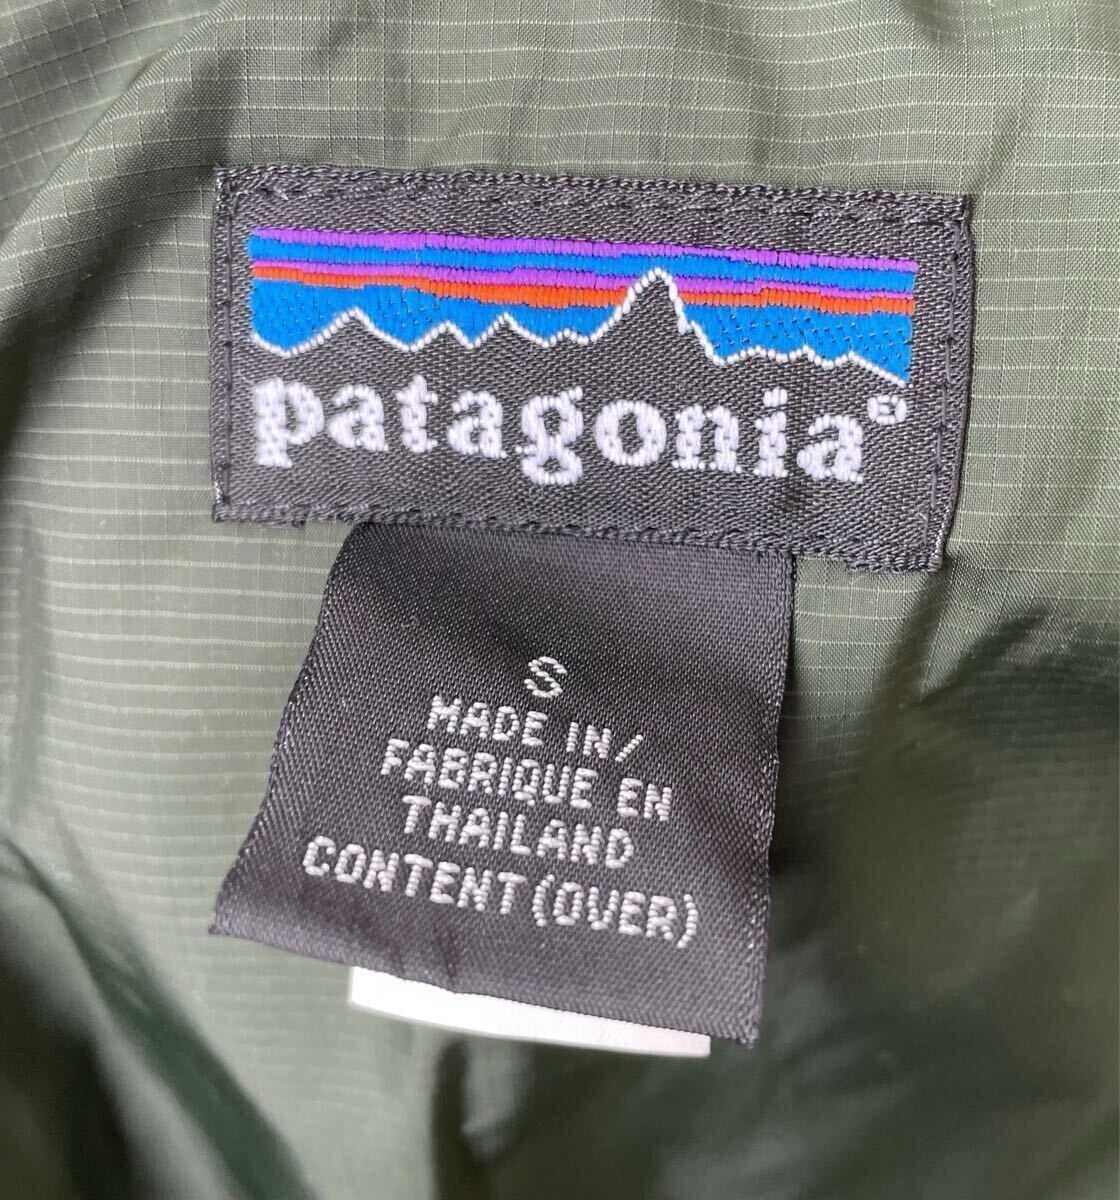 patagonia®
S
MADE IN/
FABRIQUE EN
THAILAND
CONTENT (OVER)